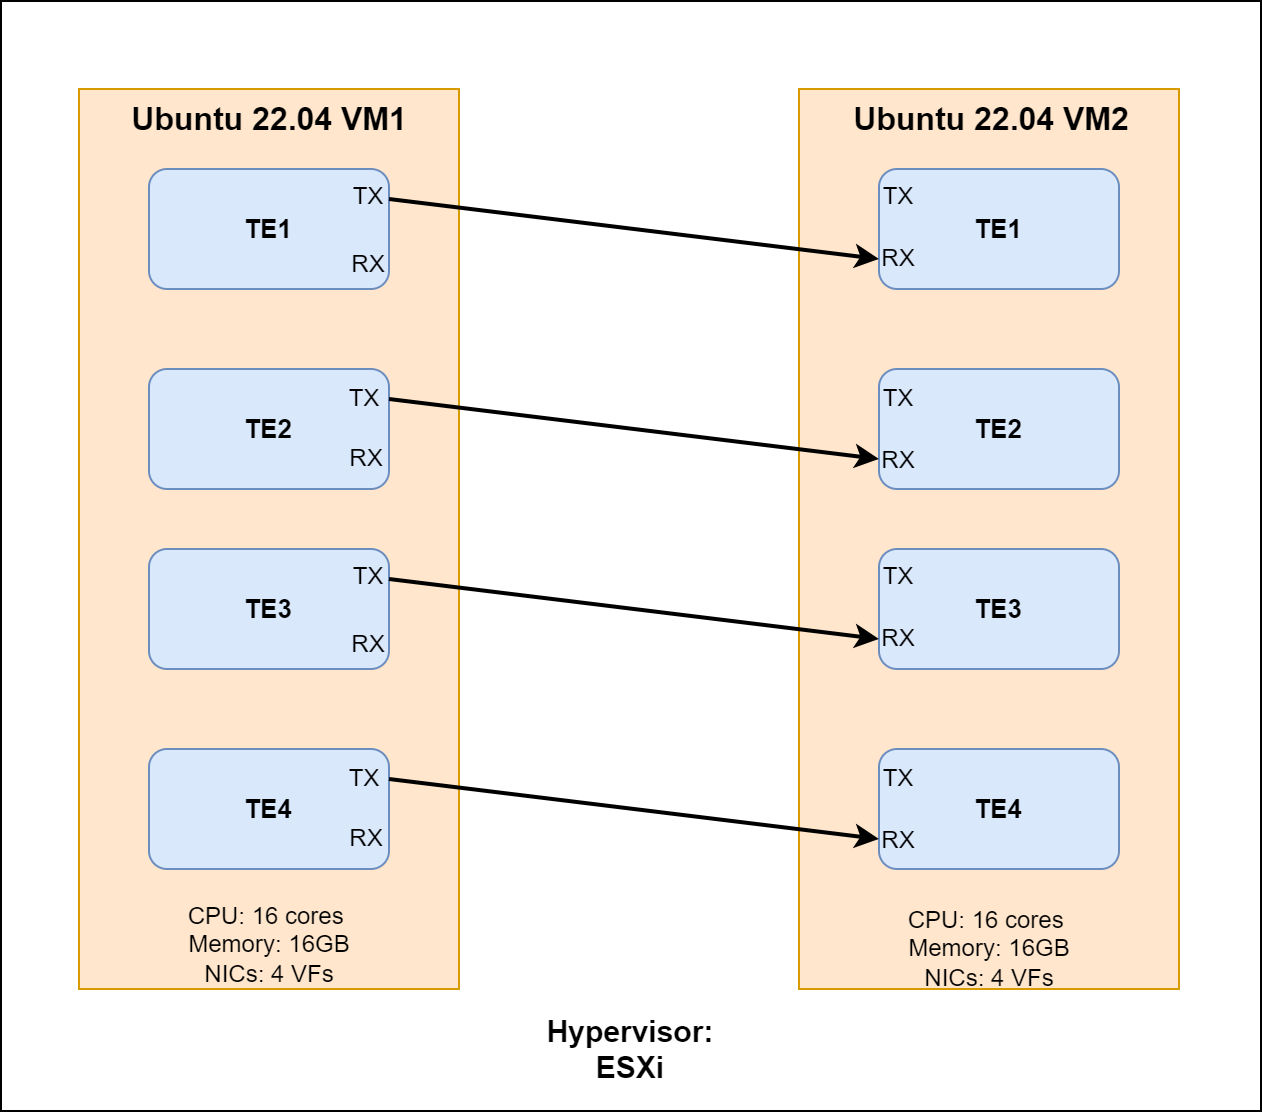 Ubuntu 22.04 VM1
TX
TE1
RX
TX
TE2
RX
TX
TE3
RX
TX
TE4
RX
CPU: 16 cores
Memory: 16GB
NICs: 4 VFs
Ubuntu 22.04 VM2
TX
TE1
RX
TX
TE2
RX
TX
TE3
RX
TX
TE4
RX
CPU: 16 cores
Memory: 16GB
NICs: 4 VFs
Hypervisor:
ESXi